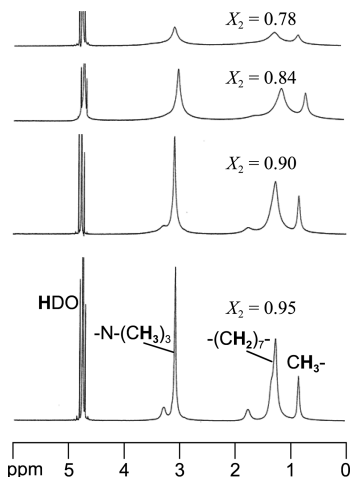 X₂ = 0.78
X₂ = 0.84
X₂ = 0.90
X₂ = 0.95
HDO
-N-(CH₃)₃
-(CH₂)₇-
CH₃-
ppm 5 4 3 2 1 0